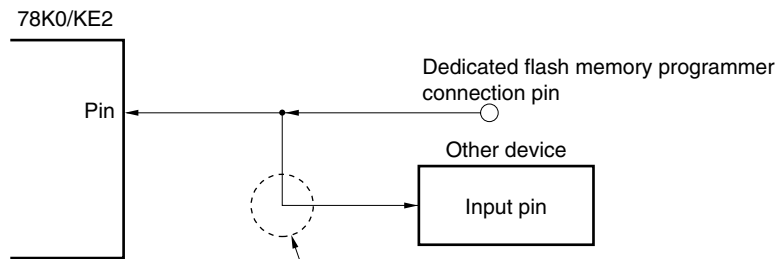 78K0/KE2
Dedicated flash memory programmer
connection pin
Pin
Other device
Input pin